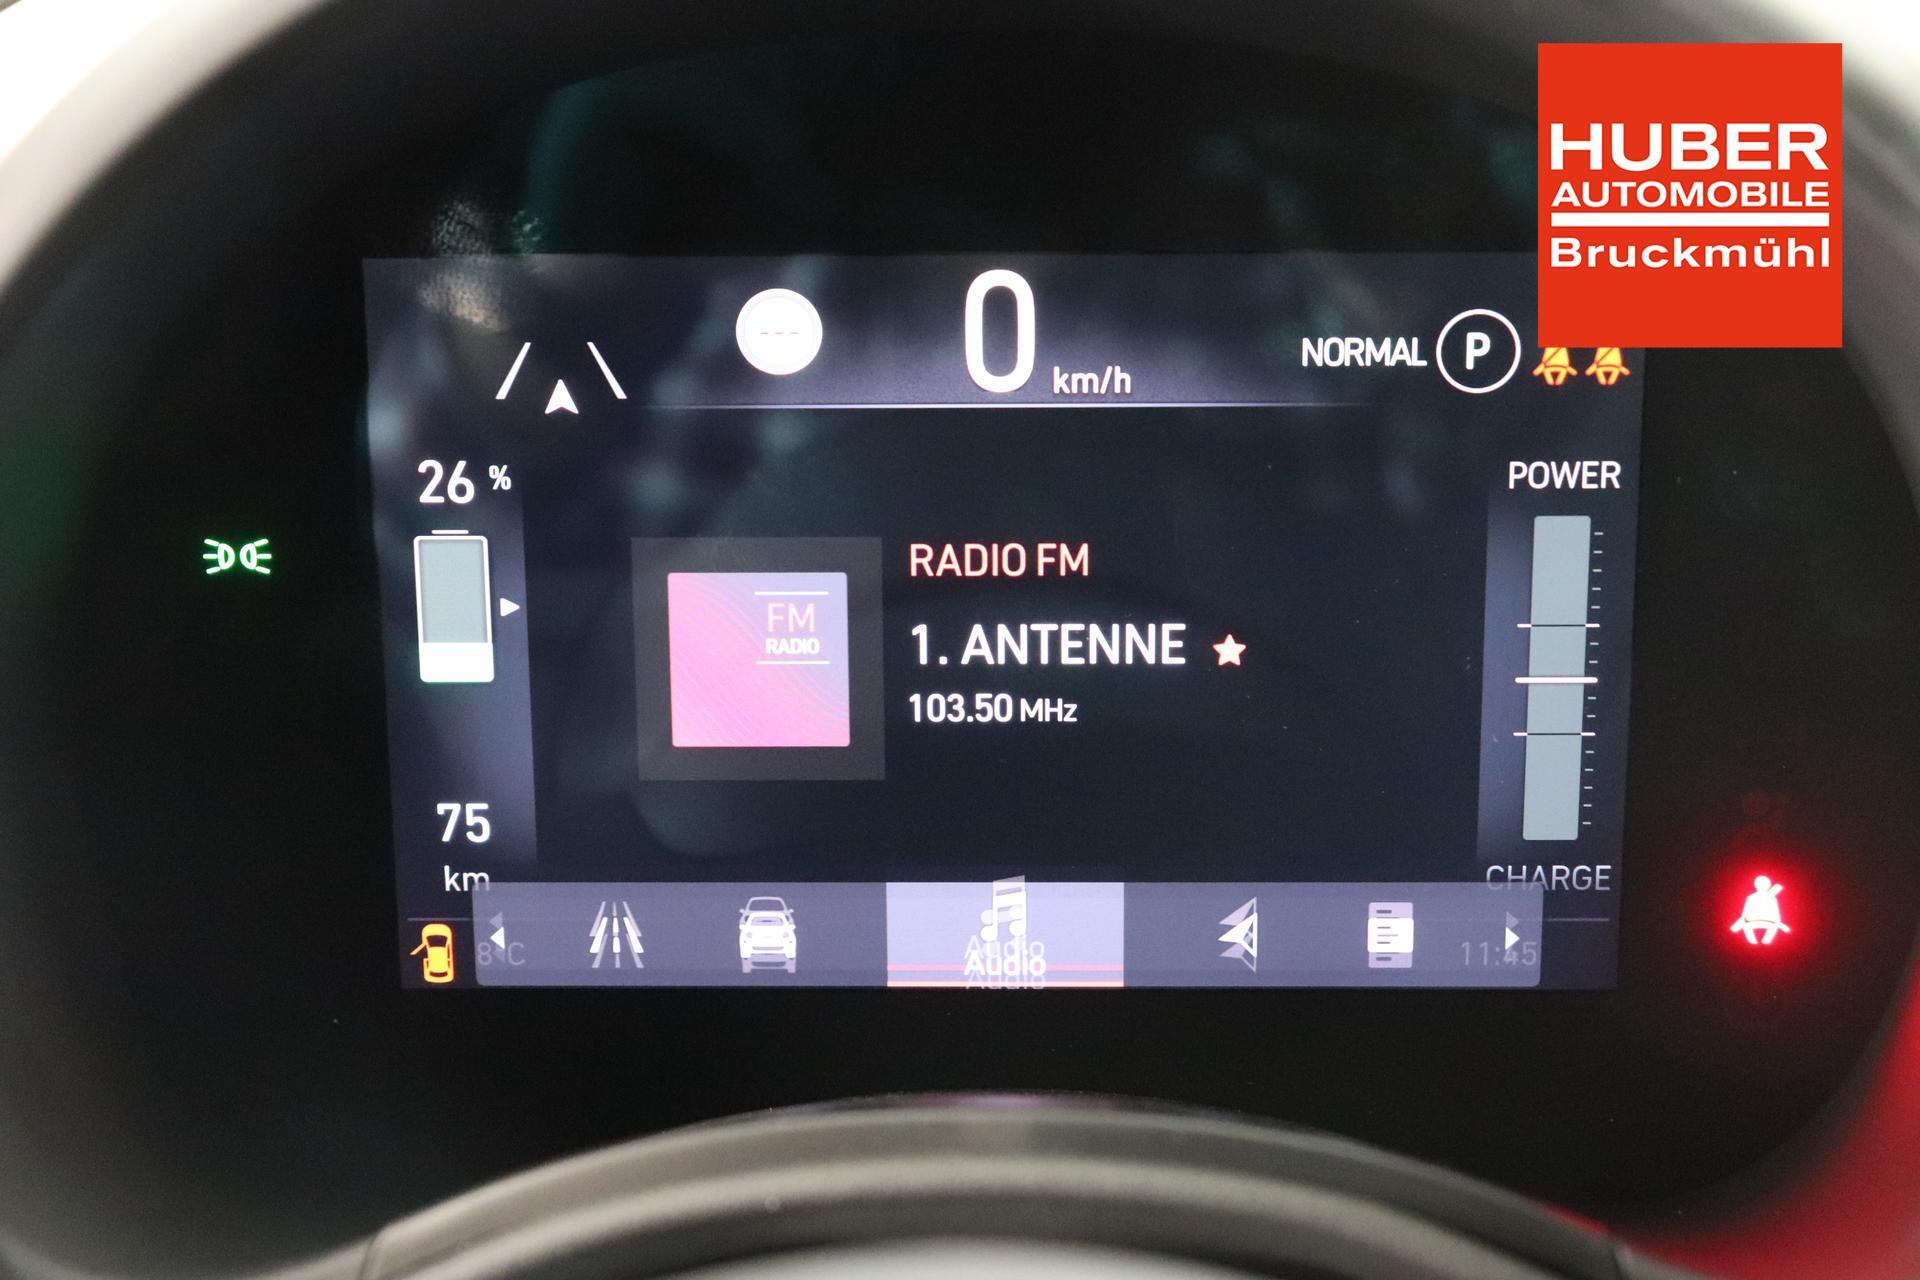 HUBER
AUTOMOBILE
Bruckmühl
---
0 km/h
NORMAL P
26 %
POWER
RADIO FM
FM
RADIO
1. ANTENNE
103.50 MHz
75
km
CHARGE
8°C
Audio
11:45